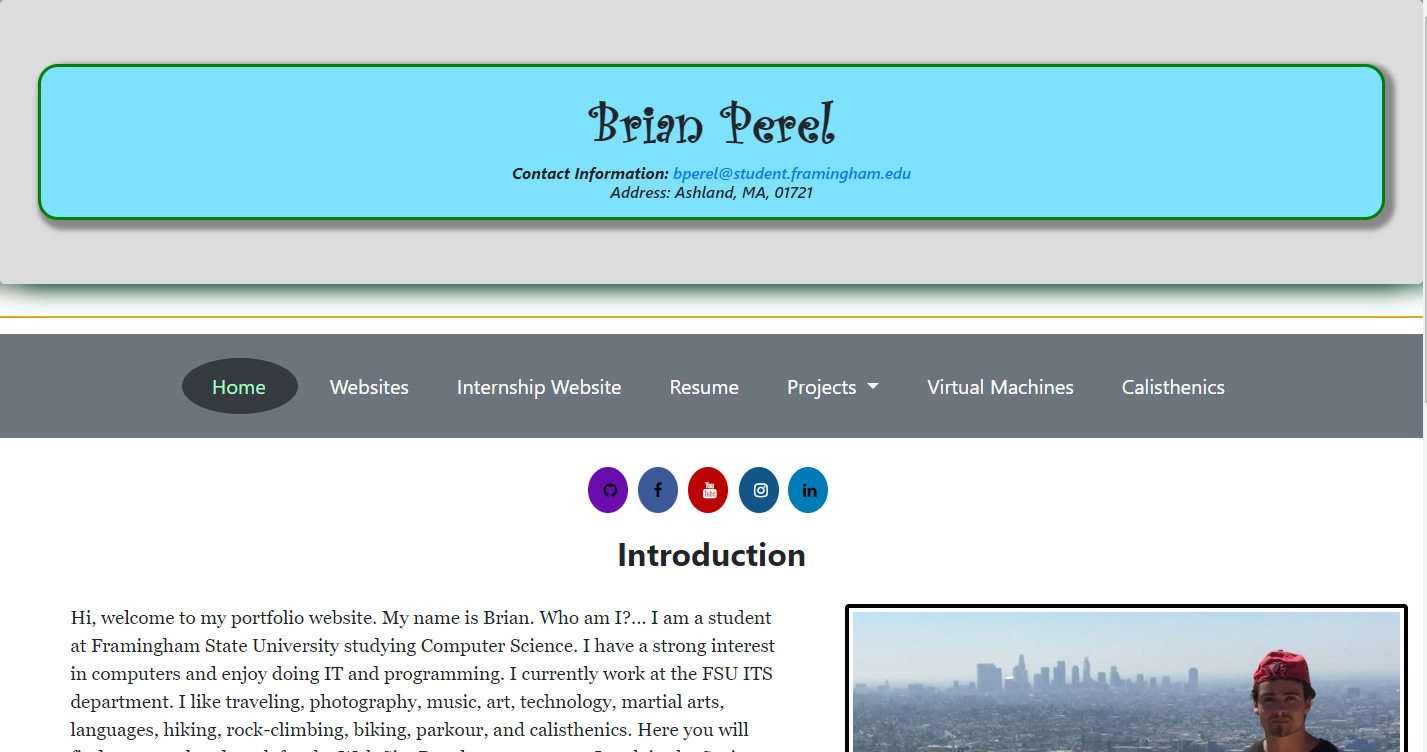 Brian Perel
Contact Information: bperel@student.framingham.edu
Address: Ashland, MA, 01721
Home Websites Internship Website Resume Projects Virtual Machines Calisthenics
You Tube in
Introduction
Hi, welcome to my portfolio website. My name is Brian. Who am I?... I am a student
at Framingham State University studying Computer Science. I have a strong interest
in computers and enjoy doing IT and programming. I currently work at the FSU ITS
department. I like traveling, photography, music, art, technology, martial arts,
languages, hiking, rock-climbing, biking, parkour, and calisthenics. Here you will